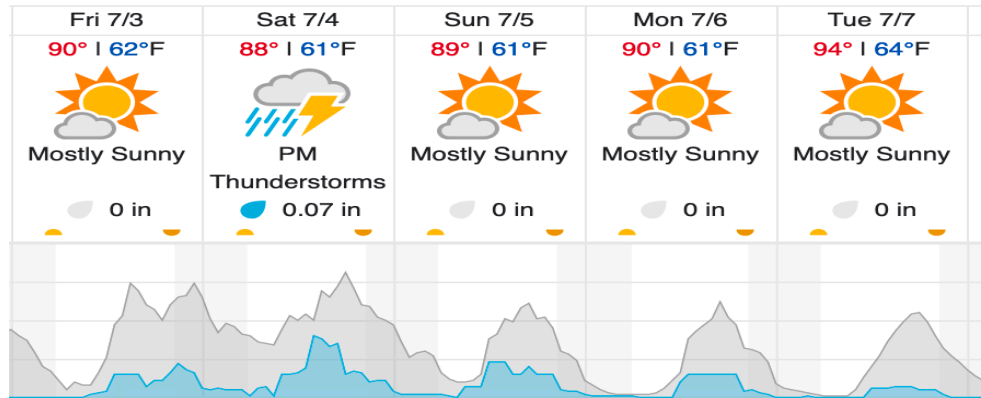 Fri 7/3
Sat 7/4
Sun 7/5
Mon 7/6
Tue 7/7
90° | 62°F
88° | 61°F
89° | 61°F
90° | 61°F
94° | 64°F
Mostly Sunny
PM
Thunderstorms
Mostly Sunny
Mostly Sunny
Mostly Sunny
0 in
0.07 in
0 in
0 in
0 in